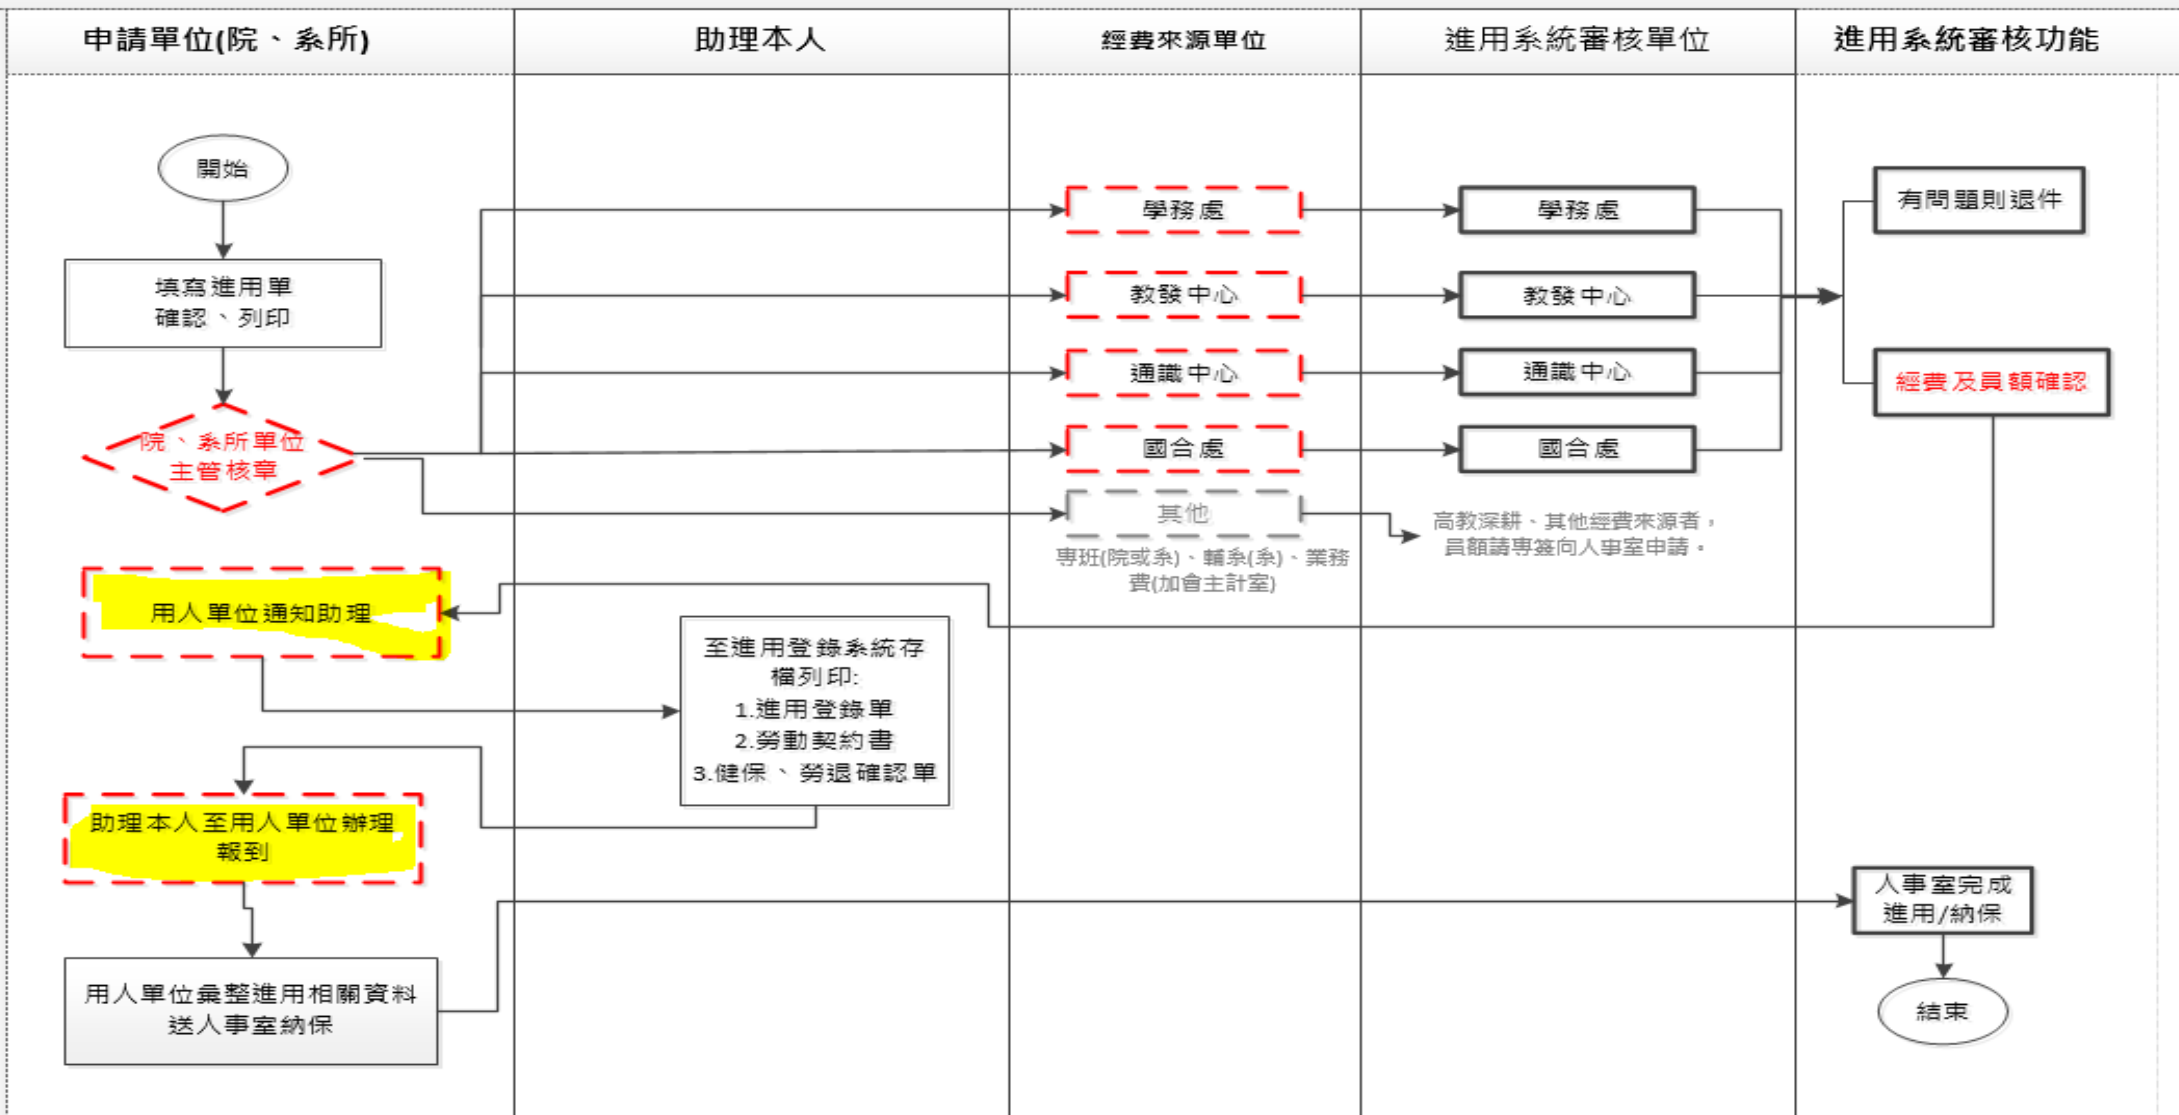 申請單位(院、系所)
助理本人
經費來源單位
進用系統審核單位
進用系統審核功能
開始
填寫進用單
確認、列印
院、系所單位
主管核章
學務處
教發中心
通識中心
國合處
其他
專班(院或系)、輔系(系)、業務
費(加會主計室)
學務處
教發中心
通識中心
國合處
高教深耕、其他經費來源者，
員額請專簽向人事室申請。
有問題則退件
經費及員額確認
用人單位通知助理
至進用登錄系統存
檔列印:
1.進用登錄單
2.勞動契約書
3.健保、勞退確認單
助理本人至用人單位辦理
報到
用人單位彙整進用相關資料
送人事室納保
人事室完成
進用/納保
結束